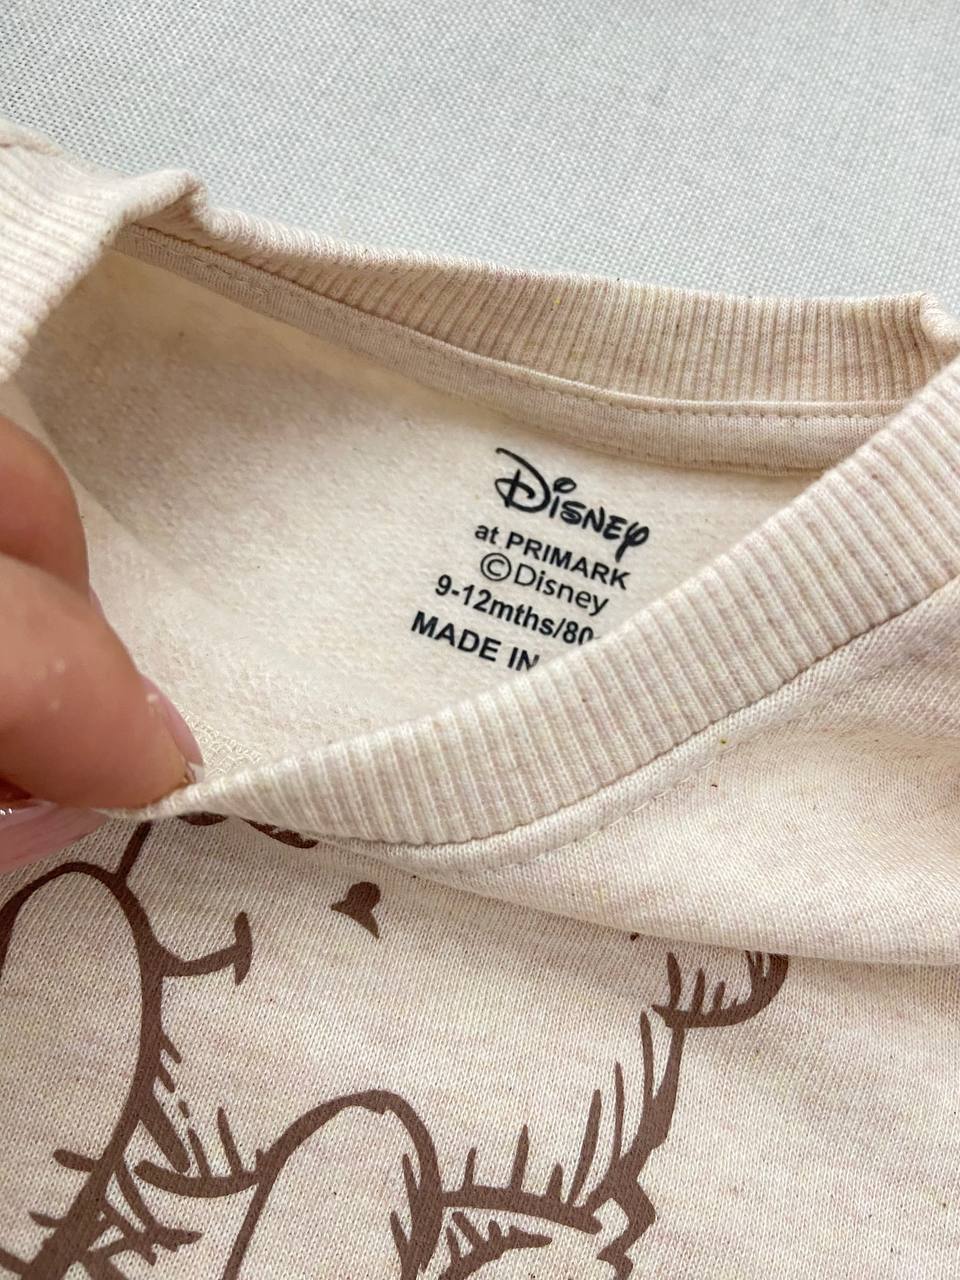 Disney
at PRIMARK
©Disney
9-12mths/80
MADE IN